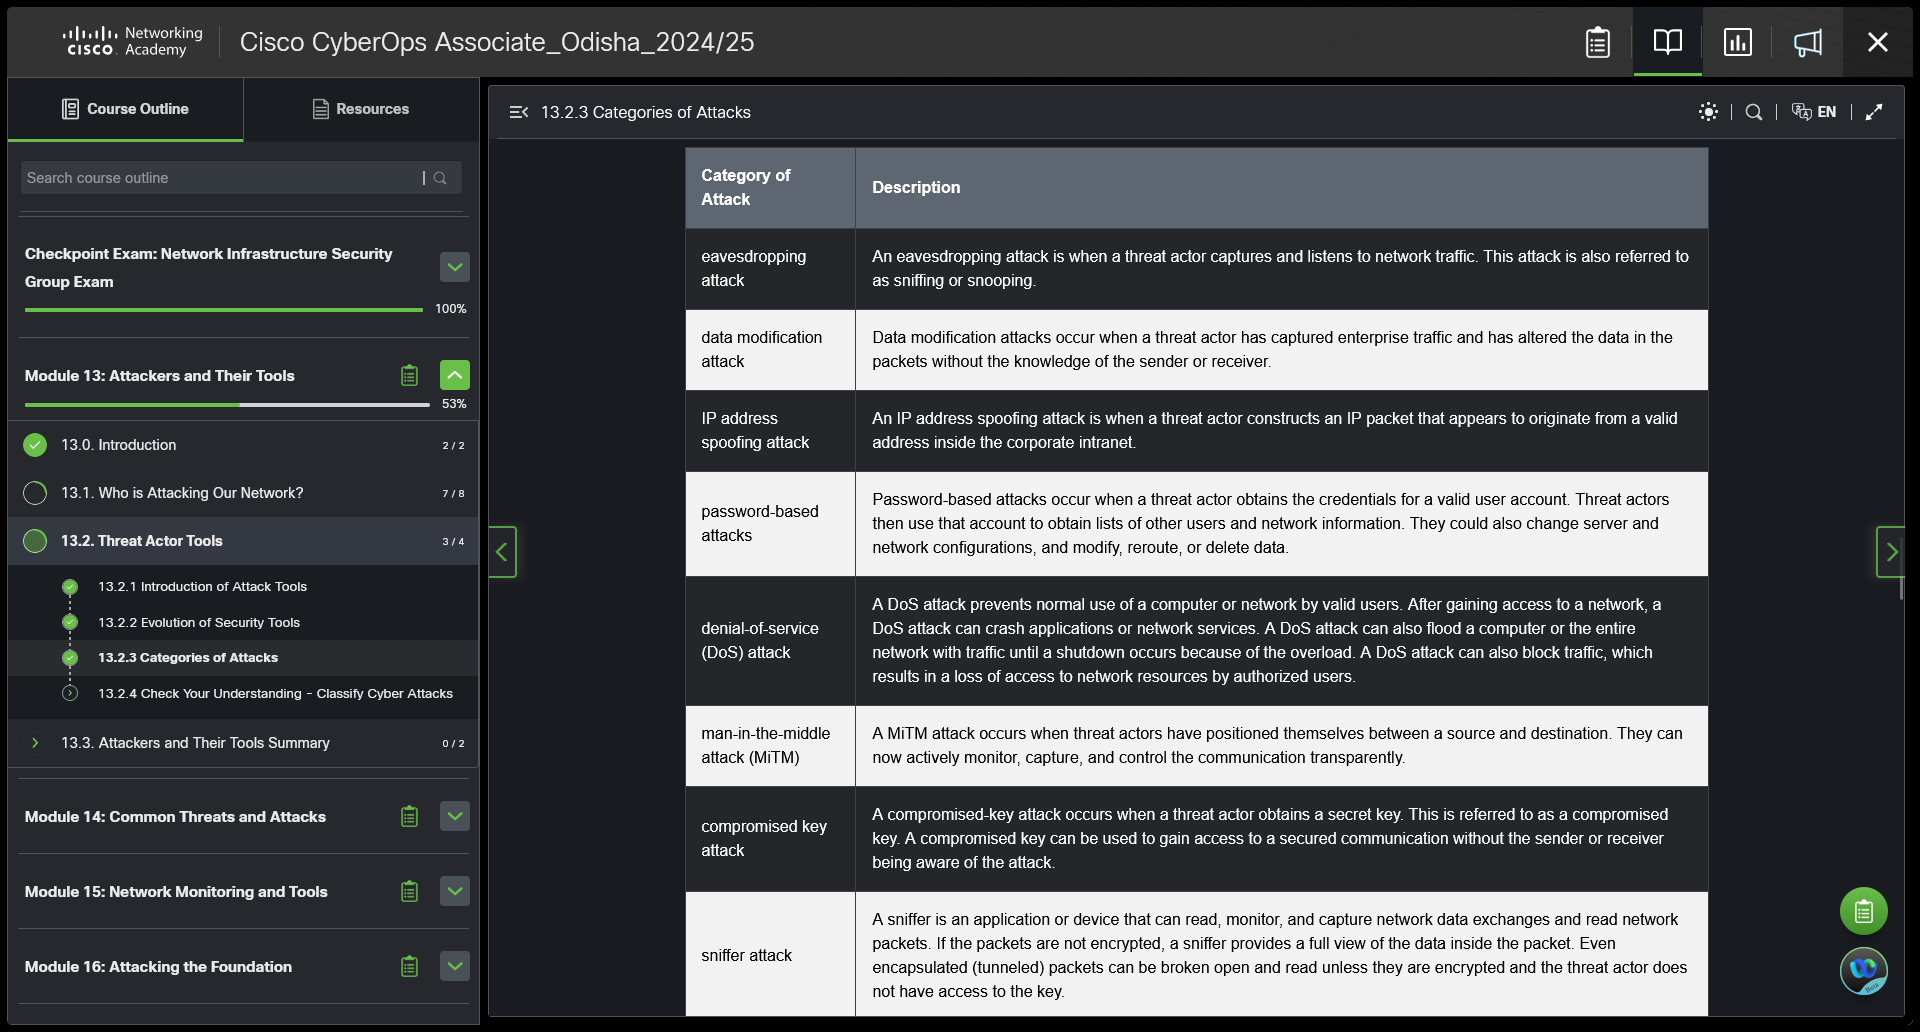 CISCO Networking Academy
Cisco CyberOps Associate_Odisha_2024/25
Course Outline
Resources
Search course outline
Checkpoint Exam: Network Infrastructure Security
Group Exam
100%
Module 13: Attackers and Their Tools
53%
13.0. Introduction 2 / 2
13.1. Who is Attacking Our Network? 7 / 8
13.2. Threat Actor Tools 3 / 4
13.2.1 Introduction of Attack Tools
13.2.2 Evolution of Security Tools
13.2.3 Categories of Attacks
13.2.4 Check Your Understanding - Classify Cyber Attacks
13.3. Attackers and Their Tools Summary 0 / 2
Module 14: Common Threats and Attacks
Module 15: Network Monitoring and Tools
Module 16: Attacking the Foundation
13.2.3 Categories of Attacks
EN
Category of
Attack
Description
eavesdropping
attack
An eavesdropping attack is when a threat actor captures and listens to network traffic. This attack is also referred to
as sniffing or snooping.
data modification
attack
Data modification attacks occur when a threat actor has captured enterprise traffic and has altered the data in the
packets without the knowledge of the sender or receiver.
IP address
spoofing attack
An IP address spoofing attack is when a threat actor constructs an IP packet that appears to originate from a valid
address inside the corporate intranet.
password-based
attacks
Password-based attacks occur when a threat actor obtains the credentials for a valid user account. Threat actors
then use that account to obtain lists of other users and network information. They could also change server and
network configurations, and modify, reroute, or delete data.
denial-of-service
(DoS) attack
A DoS attack prevents normal use of a computer or network by valid users. After gaining access to a network, a
DoS attack can crash applications or network services. A DoS attack can also flood a computer or the entire
network with traffic until a shutdown occurs because of the overload. A DoS attack can also block traffic, which
results in a loss of access to network resources by authorized users.
man-in-the-middle
attack (MiTM)
A MiTM attack occurs when threat actors have positioned themselves between a source and destination. They can
now actively monitor, capture, and control the communication transparently.
compromised key
attack
A compromised-key attack occurs when a threat actor obtains a secret key. This is referred to as a compromised
key. A compromised key can be used to gain access to a secured communication without the sender or receiver
being aware of the attack.
sniffer attack
A sniffer is an application or device that can read, monitor, and capture network data exchanges and read network
packets. If the packets are not encrypted, a sniffer provides a full view of the data inside the packet. Even
encapsulated (tunneled) packets can be broken open and read unless they are encrypted and the threat actor does
not have access to the key.
Beta